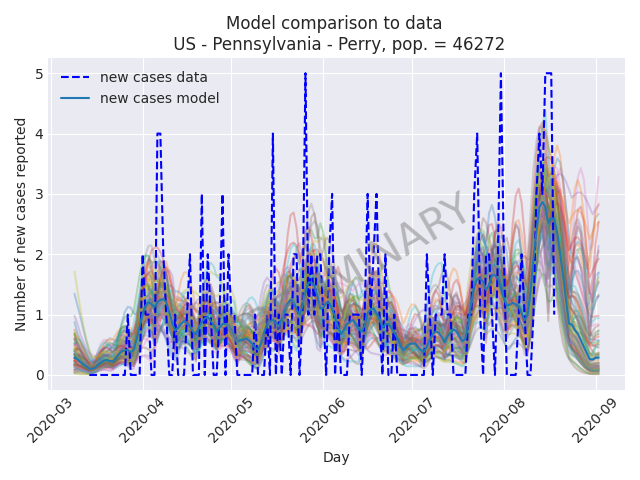 Model comparison to data
US - Pennsylvania - Perry, pop. = 46272
new cases data
new cases model
Number of new cases reported
5
4
3
2
1
0
MINARY
2020-03
2020-04
2020-05
2020-06
2020-07
2020-08
2020-09
Day